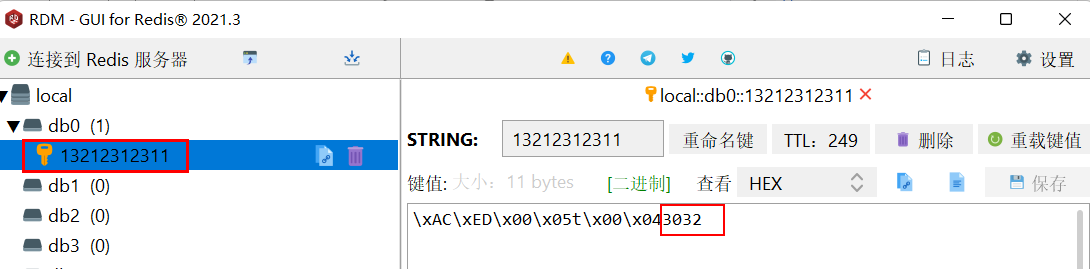 RDM - GUI for Redis® 2021.3
连接到 Redis 服务器
日志
设置
local
db0 (1)
13212312311
db1 (0)
db2 (0)
db3 (0)
local::db0::13212312311
STRING:
13212312311
重命名键
TTL: 249
删除
重载键值
键值:
大小: 11 bytes
[二进制]
查看
HEX
保存
\xAC\xED\x00\x05t\x00\x043032